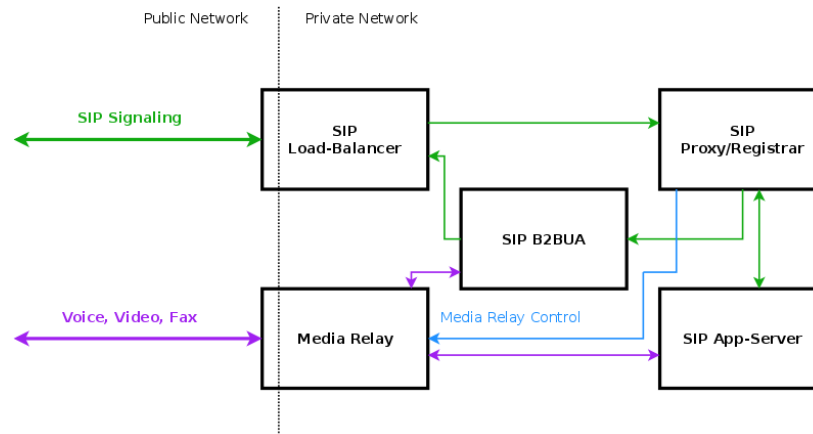 Public Network
Private Network
SIP Signaling
SIP
Load-Balancer
SIP
Proxy/Registrar
SIP B2BUA
Voice, Video, Fax
Media Relay
Media Relay Control
SIP App-Server